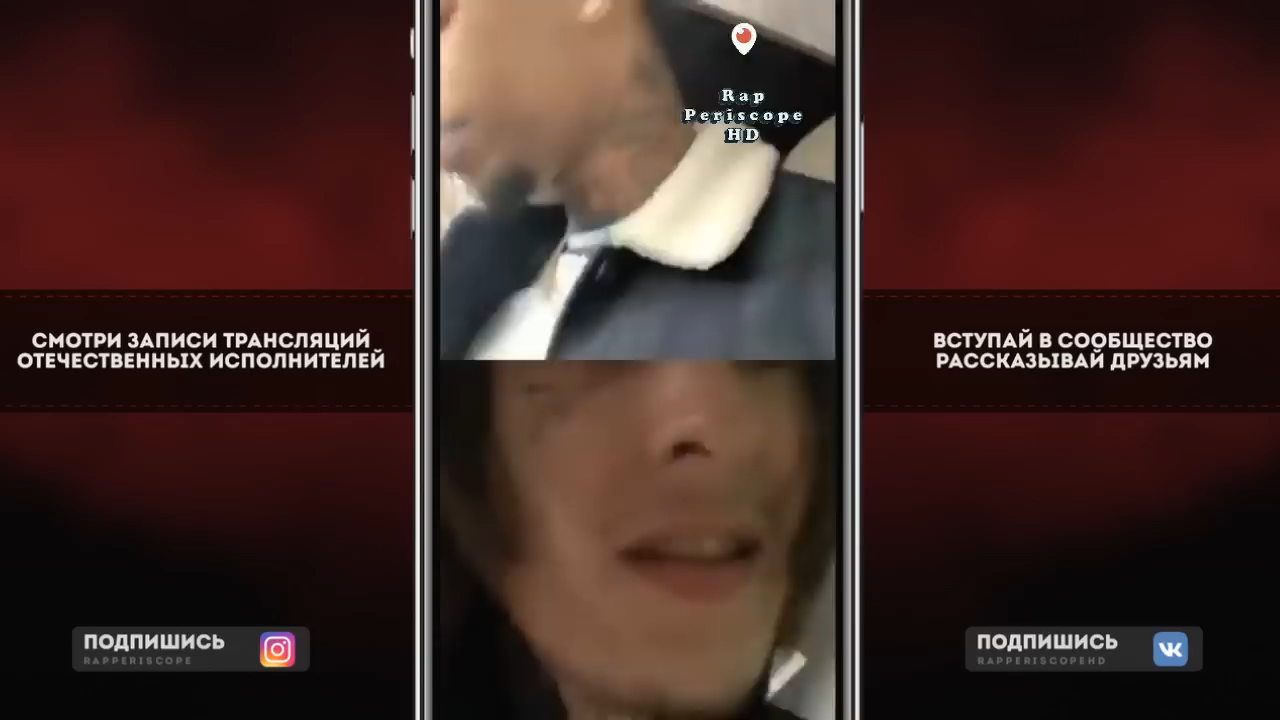 Rap
Periscope
HD
СМОТРИ ЗАПИСИ ТРАНСЛЯЦИЙ
ОТЕЧЕСТВЕННЫХ ИСПОЛНИТЕЛЕЙ
ВСТУПАЙ В СООБЩЕСТВО
РАССКАЗЫВАЙ ДРУЗЬЯМ
ПОДПИШИСЬ
RAPPERISCOPE
ПОДПИШИСЬ
RAPPERISCOPEHD